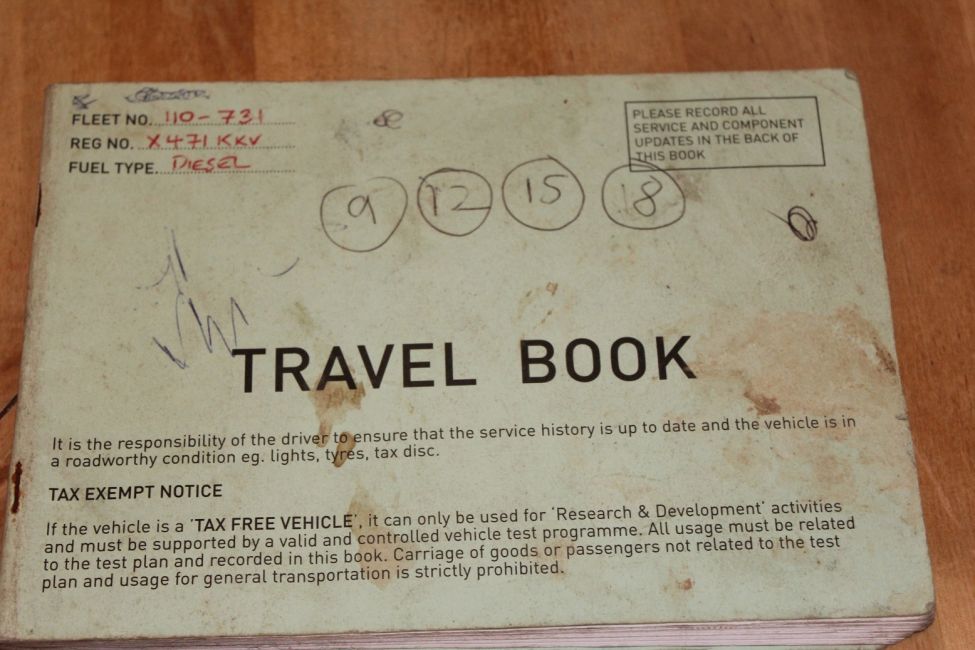 FLEET NO. 110-731
REG NO. X471 KKV
FUEL TYPE. DIESEL
PLEASE RECORD ALL
SERVICE AND COMPONENT
UPDATES IN THE BACK OF
THIS BOOK
9 12 15 18
TRAVEL BOOK
It is the responsibility of the driver to ensure that the service history is up to date and the vehicle is in
a roadworthy condition eg. lights, tyres, tax disc.
TAX EXEMPT NOTICE
If the vehicle is a 'TAX FREE VEHICLE', it can only be used for 'Research & Development' activities
and must be supported by a valid and controlled vehicle test programme. All usage must be related
to the test plan and recorded in this book. Carriage of goods or passengers not related to the test
plan and usage for general transportation is strictly prohibited.